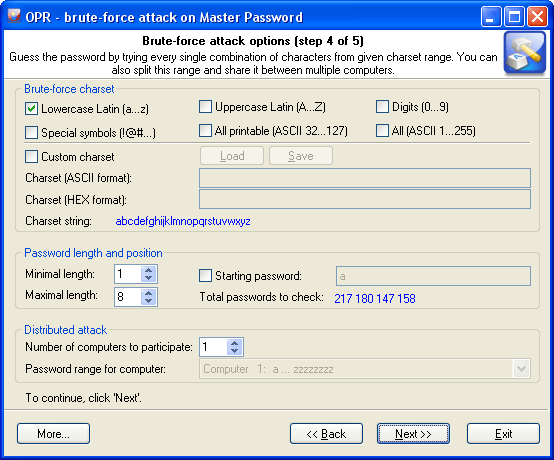 OPR - brute-force attack on Master Password
Brute-force attack options (step 4 of 5)
Guess the password by trying every single combination of characters from given charset range. You can
also split this range and share it between multiple computers.
Brute-force charset
Lowercase Latin (a...z) Uppercase Latin (A...Z) Digits (0...9)
Special symbols (!@#...) All printable (ASCII 32...127) All (ASCII 1...255)
Custom charset Load Save
Charset (ASCII format):
Charset (HEX format):
Charset string: abcdefghijklmnopqrstuvwxyz
Password length and position
Minimal length: 1 Starting password: a
Maximal length: 8 Total passwords to check: 217 180 147 158
Distributed attack
Number of computers to participate: 1
Password range for computer: Computer 1: a ... zzzzzzzz
To continue, click 'Next'.
More... << Back Next >> Exit